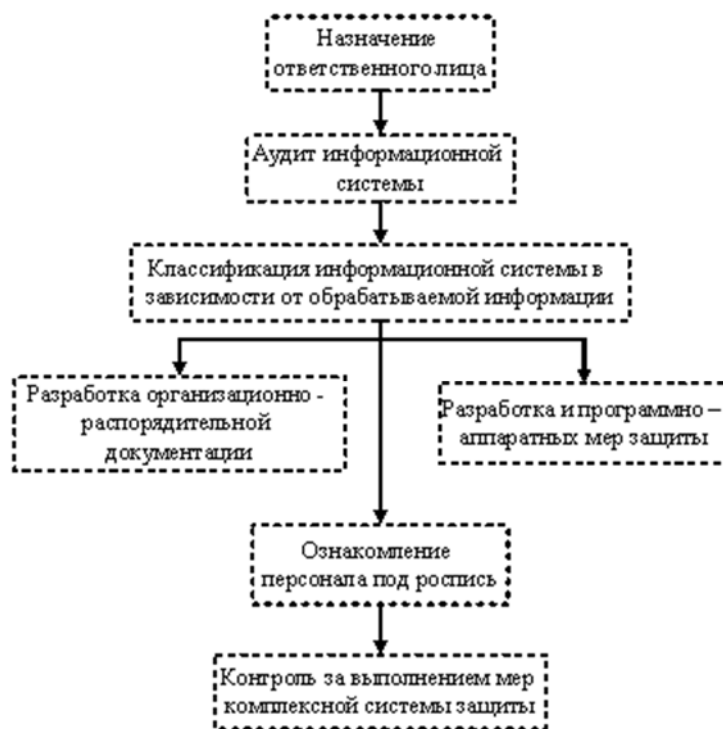 Назначение
ответственного лица
Аудит информационной
системы
Классификация информационной системы в
зависимости от обрабатываемой информации
Разработка организационно -
распорядительной
документации
Разработка и программно –
аппаратных мер защиты
Ознакомление
персонала под роспись
Контроль за выполнением мер
комплексной системы защиты